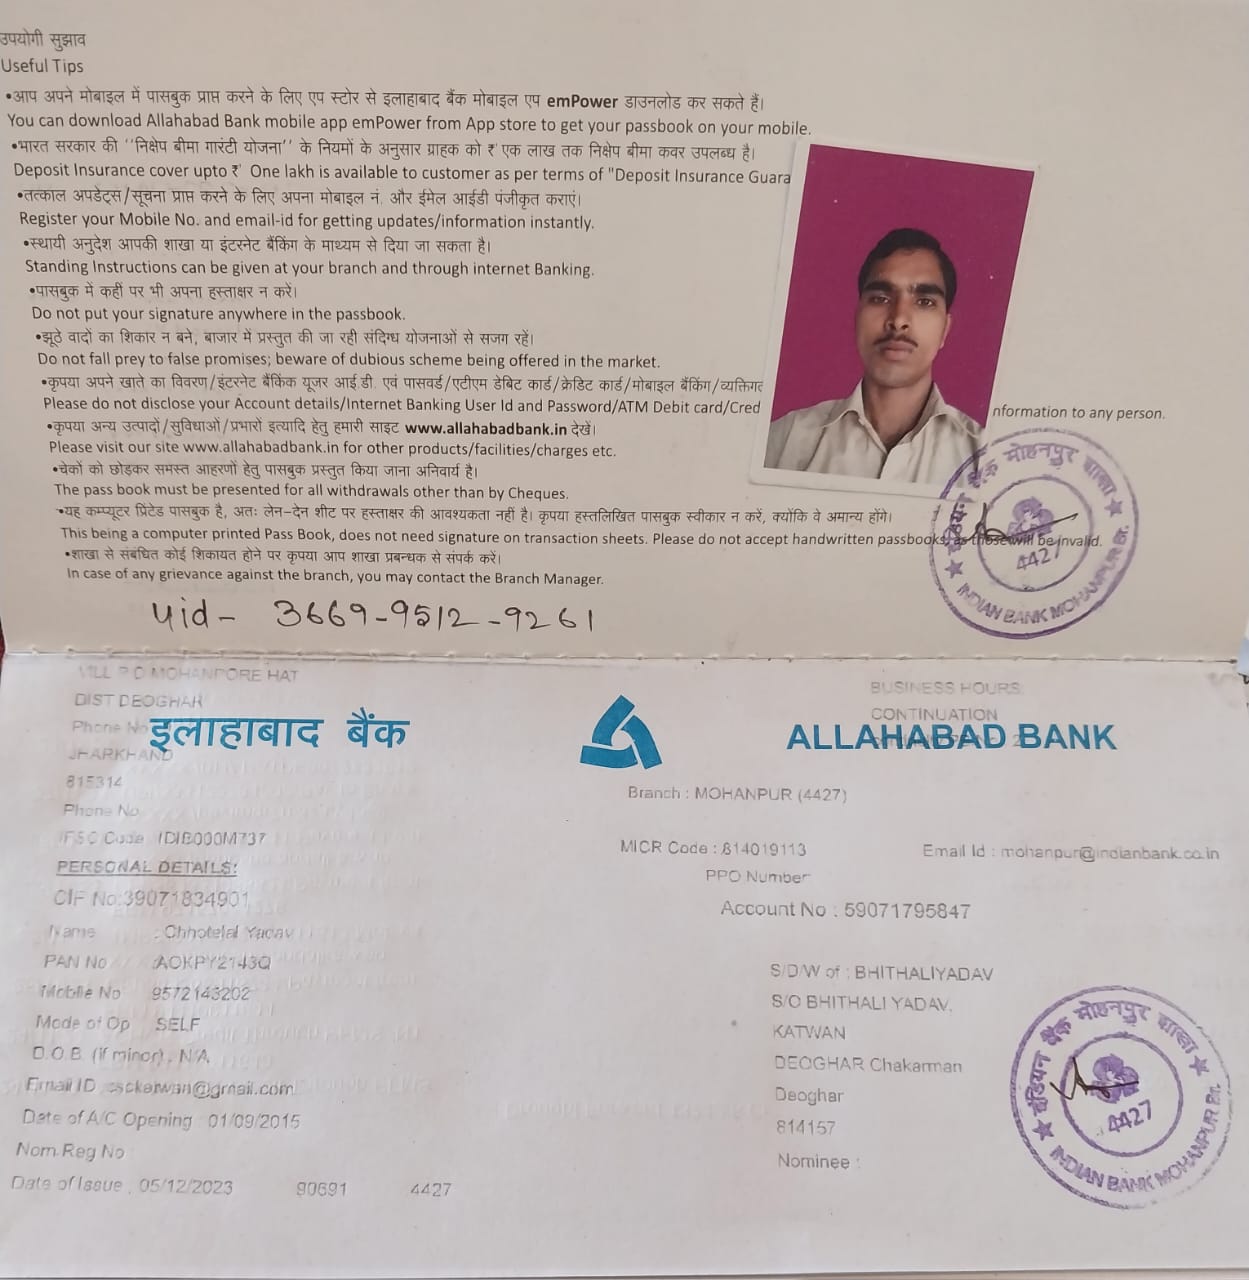 उपयोगी सुझाव
Useful Tips
•आप अपने मोबाइल में पासबुक प्राप्त करने के लिए एप स्टोर से इलाहाबाद बैंक मोबाइल एप emPower डाउनलोड कर सकते हैं।
You can download Allahabad Bank mobile app emPower from App store to get your passbook on your mobile.
•भारत सरकार की ''निक्षेप बीमा गारंटी योजना'' के नियमों के अनुसार ग्राहक को ₹ एक लाख तक निक्षेप बीमा कवर उपलब्ध है।
Deposit Insurance cover upto ₹ One lakh is available to customer as per terms of "Deposit Insurance Guara
•तत्काल अपडेट्स/सूचना प्राप्त करने के लिए अपना मोबाइल नं. और ईमेल आईडी पंजीकृत कराएं।
Register your Mobile No. and email-id for getting updates/information instantly.
•स्थायी अनुदेश आपकी शाखा या इंटरनेट बैंकिंग के माध्यम से दिया जा सकता है।
Standing Instructions can be given at your branch and through internet Banking.
•पासबुक में कहीं पर भी अपना हस्ताक्षर न करें।
Do not put your signature anywhere in the passbook.
•झूठे वादों का शिकार न बने, बाजार में प्रस्तुत की जा रही संदिग्ध योजनाओं से सजग रहें।
Do not fall prey to false promises; beware of dubious scheme being offered in the market.
•कृपया अपने खाते का विवरण/इंटरनेट बैंकिंक यूजर आई.डी. एवं पासवर्ड/एटीएम डेबिट कार्ड/क्रेडिट कार्ड/मोबाइल बैंकिंग/व्यक्तिगत
Please do not disclose your Account details/Internet Banking User Id and Password/ATM Debit card/Cred nformation to any person.
•कृपया अन्य उत्पादों/सुविधाओं/प्रभारों इत्यादि हेतु हमारी साइट www.allahabadbank.in देखें।
Please visit our site www.allahabadbank.in for other products/facilities/charges etc.
•चेकों को छोड़कर समस्त आहरणों हेतु पासबुक प्रस्तुत किया जाना अनिवार्य है।
The pass book must be presented for all withdrawals other than by Cheques.
•यह कम्प्यूटर प्रिंटेड पासबुक है, अतः लेन-देन शीट पर हस्ताक्षर की आवश्यकता नहीं है। कृपया हस्तलिखित पासबुक स्वीकार न करें, क्योंकि वे अमान्य होंगे।
This being a computer printed Pass Book, does not need signature on transaction sheets. Please do not accept handwritten passbooks, as those will be invalid.
•शाखा से संबंधित कोई शिकायत होने पर कृपया आप शाखा प्रबन्धक से संपर्क करें।
In case of any grievance against the branch, you may contact the Branch Manager.
इंडियन बैंक मोहनपुर शाखा
4427
INDIAN BANK MOHANPUR Br.
uid - 3669-9512-9261
VILL P O MOHANPORE HAT
DIST DEOGHAR
BUSINESS HOURS:
CONTINUATION
Phone No
इलाहाबाद बैंक
ALLAHABAD BANK
JHARKHAND
815314
Branch : MOHANPUR (4427)
Phone No
IFSC Code IDIB000M737
MICR Code : 814019113
Email Id : mohanpur@indianbank.co.in
PERSONAL DETAILS:
PPO Number
CIF No:39071834901
Account No : 59071795847
Name : Chhotelal Yadav
PAN No :AOKPY2143Q
S/D/W of : BHITHALIYADAV
Mobile No 9572143202
S/O BHITHALI YADAV.
Mode of Op SELF
KATWAN
D.O.B. (if minor) : N/A
DEOGHAR Chakarman
Email ID :csckatwan@gmail.com
Deoghar
Date of A/C Opening : 01/09/2015
814157
Nom.Reg No
Nominee :
Date of Issue : 05/12/2023 90691 4427
इंडियन बैंक मोहनपुर शाखा
4427
INDIAN BANK MOHANPUR Br.